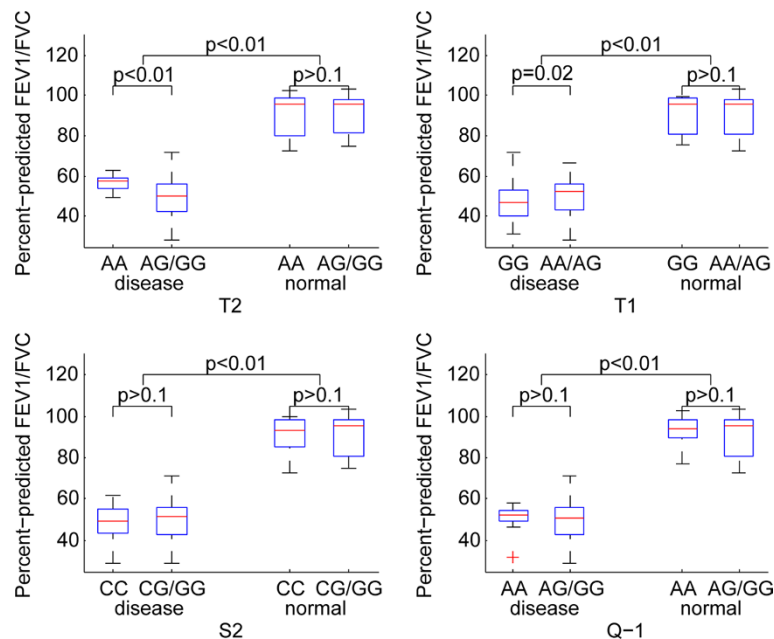 Percent-predicted FEV1/FVC
120
100
80
60
40
p<0.01
p<0.01
p>0.1
AA AG/GG AA AG/GG
disease normal
T2
Percent-predicted FEV1/FVC
120
100
80
60
40
p<0.01
p=0.02
p>0.1
GG AA/AG GG AA/AG
disease normal
T1
Percent-predicted FEV1/FVC
120
100
80
60
40
p<0.01
p>0.1
p>0.1
CC CG/GG CC CG/GG
disease normal
S2
Percent-predicted FEV1/FVC
120
100
80
60
40
p<0.01
p>0.1
p>0.1
AA AG/GG AA AG/GG
disease normal
Q-1